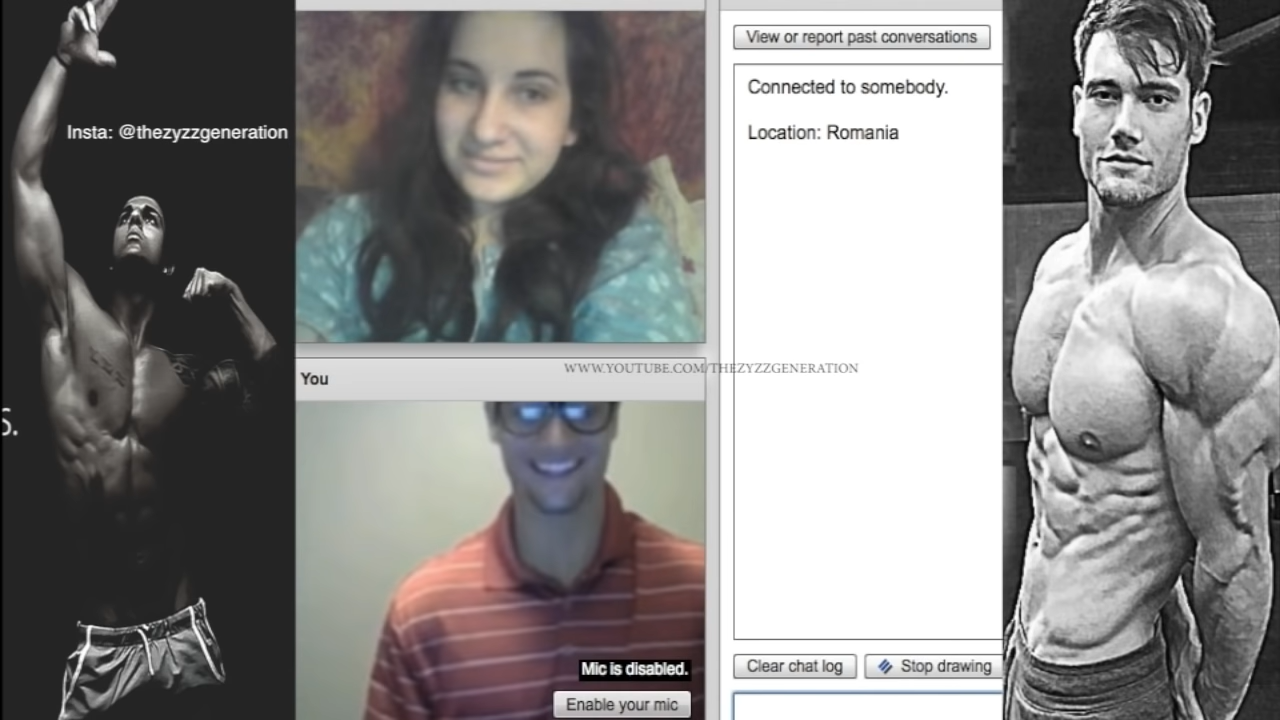 Insta: @thezyzzgeneration
S.
View or report past conversations
Connected to somebody.
Location: Romania
You
WWW.YOUTUBE.COM/THEZYZZGENERATION
Mic is disabled.
Enable your mic
Clear chat log
Stop drawing